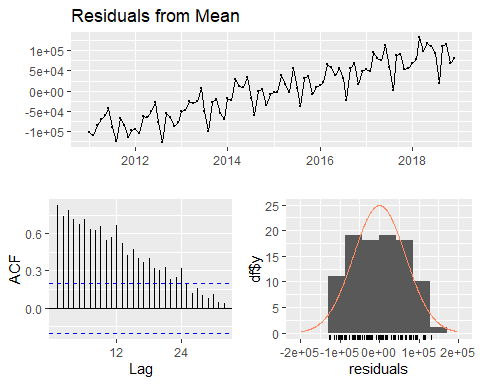 Residuals from Mean
1e+05
5e+04
0e+00
-5e+04
-1e+05
2012 2014 2016 2018
ACF
0.6
0.3
0.0
12 24
Lag
df$y
25
20
15
10
5
0
-2e+05 -1e+05 0e+00 1e+05 2e+05
residuals